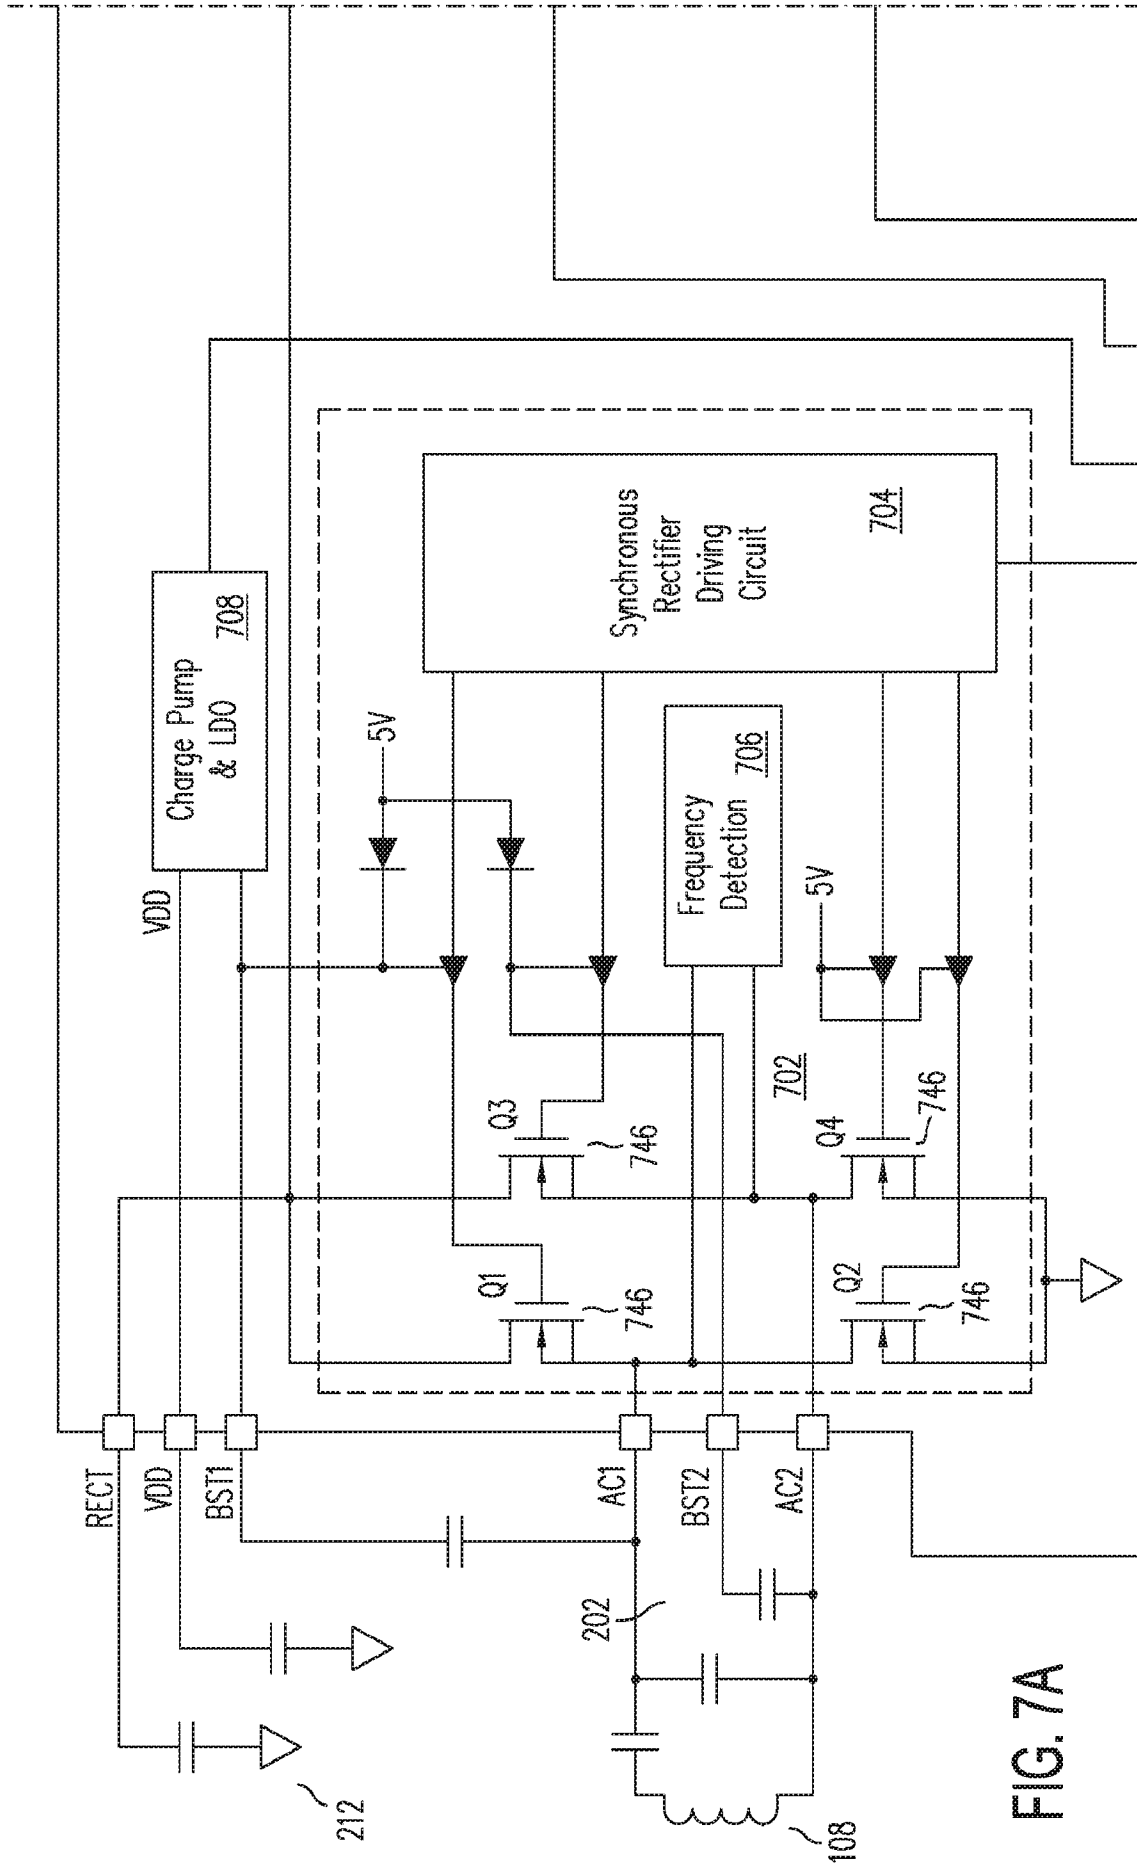 RECT
VDD
BST1
AC1
BST2
AC2
212
202
108
VDD
Charge Pump
& LDO
708
5V
Q1
746
Q3
746
Q2
746
Q4
746
702
5V
Frequency
Detection
706
Synchronous
Rectifier
Driving
Circuit
704
FIG. 7A